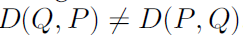 D(Q, P) ≠ D(P, Q)